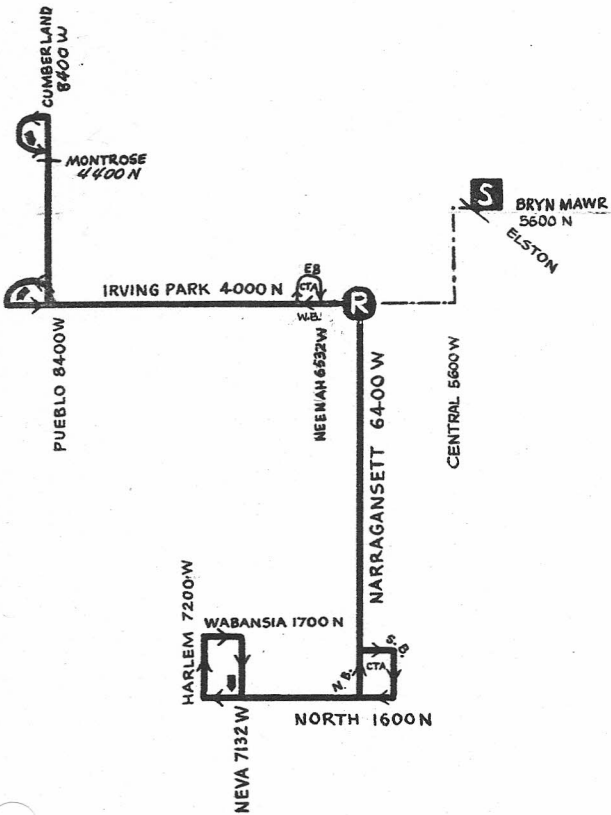 CUMBERLAND
8400 W
MONTROSE
4400 N
S
BRYN MAWR
5600 N
ELSTON
IRVING PARK 4000 N
EB
CTA
W.B.
R
PUEBLO 8400 W
NEENAH 6532 W
NARRAGANSETT 6400 W
CENTRAL 5600 W
HARLEM 7200 W
WABANSIA 1700 N
N.B.
S.B.
CTA
NORTH 1600 N
NEVA 7132 W